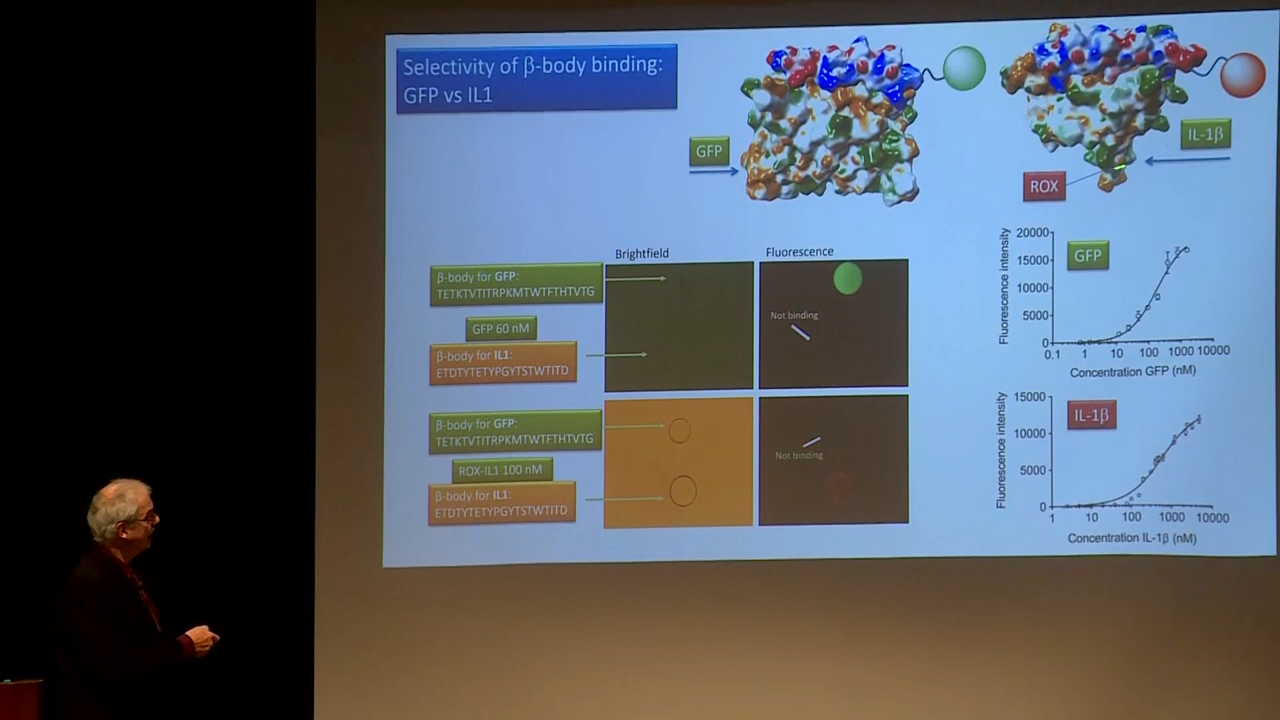 Selectivity of β-body binding:
GFP vs IL1
GFP
IL-1β
ROX
Brightfield
Fluorescence
β-body for GFP:
TETKTVTITRPKMTWTFTHTVTG
GFP 60 nM
β-body for IL1:
ETDTYTETYPGYTSTWTITD
Not binding
β-body for GFP:
TETKTVTITRPKMTWTFTHTVTG
ROX-IL1 100 nM
β-body for IL1:
ETDTYTETYPGYTSTWTITD
Not binding
Fluorescence intensity
20000
15000
10000
5000
0
GFP
0.1 1 10 100 1000 10000
Concentration GFP (nM)
Fluorescence intensity
15000
10000
5000
0
IL-1β
1 10 100 1000 10000
Concentration IL-1β (nM)